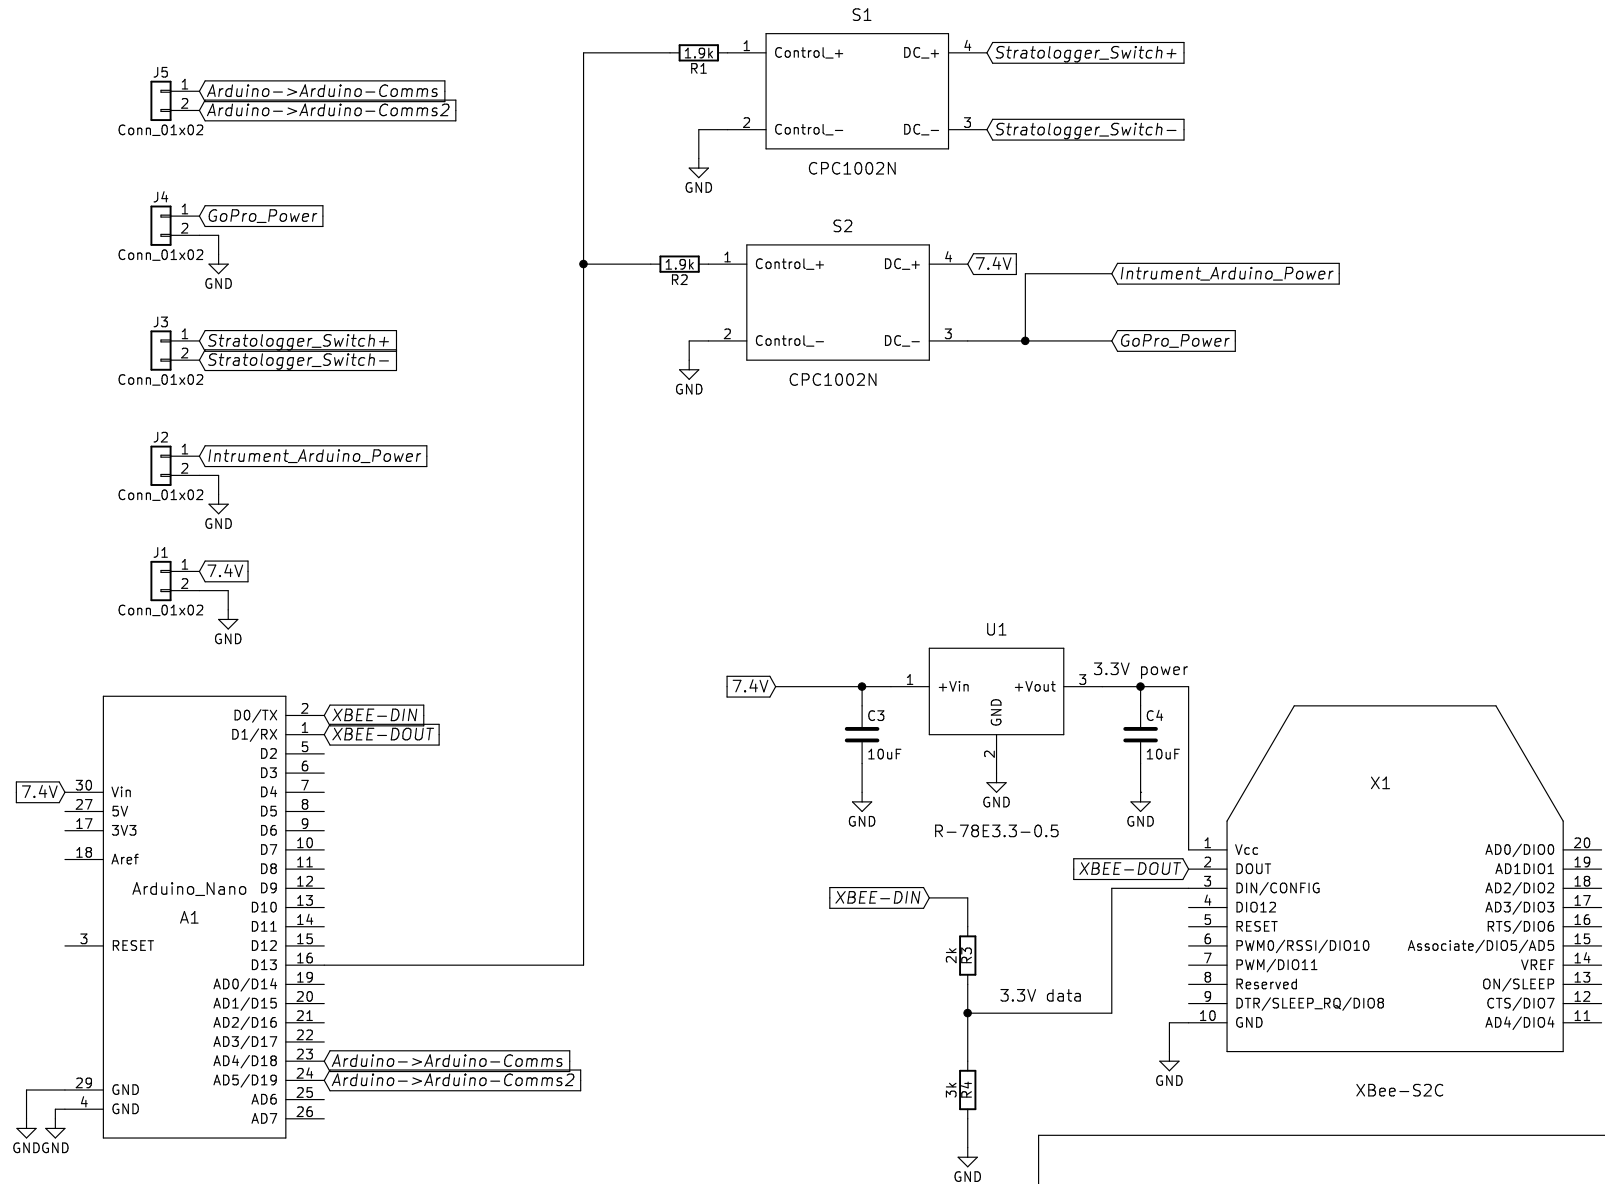 J5
1 Arduino->Arduino-Comms
2 Arduino->Arduino-Comms2
Conn_01x02
J4
1 GoPro_Power
2
Conn_01x02
GND
J3
1 Stratologger_Switch+
2 Stratologger_Switch-
Conn_01x02
J2
1 Intrument_Arduino_Power
2
Conn_01x02
GND
J1
1 7.4V
2
Conn_01x02
GND
S1
1.9k
R1
1 Control_+ DC_+ 4 Stratologger_Switch+
2 Control_- DC_- 3 Stratologger_Switch-
GND
CPC1002N
S2
1.9k
R2
1 Control_+ DC_+ 4 7.4V
Intrument_Arduino_Power
2 Control_- DC_- 3 GoPro_Power
GND
CPC1002N
D0/TX 2 XBEE-DIN
D1/RX 1 XBEE-DOUT
D2 5
D3 6
7.4V 30 Vin D4 7
27 5V D5 8
17 3V3 D6 9
D7 10
18 Aref D8 11
Arduino_Nano D9 12
A1 D10 13
D11 14
3 RESET D12 15
D13 16
AD0/D14 19
AD1/D15 20
AD2/D16 21
AD3/D17 22
AD4/D18 23 Arduino->Arduino-Comms
AD5/D19 24 Arduino->Arduino-Comms2
29 GND AD6 25
4 GND AD7 26
GND GND
U1
7.4V 1 +Vin +Vout 3 3.3V power
GND
2
C3
10uF
GND
GND
C4
10uF
GND
R-78E3.3-0.5
XBEE-DIN
2k R3
3.3V data
3k R4
GND
X1
1 Vcc AD0/DIO0 20
XBEE-DOUT 2 DOUT AD1DIO1 19
3 DIN/CONFIG AD2/DIO2 18
4 DIO12 AD3/DIO3 17
5 RESET RTS/DIO6 16
6 PWM0/RSSI/DIO10 Associate/DIO5/AD5 15
7 PWM/DIO11 VREF 14
8 Reserved ON/SLEEP 13
9 DTR/SLEEP_RQ/DIO8 CTS/DIO7 12
10 GND AD4/DIO4 11
GND
XBee-S2C